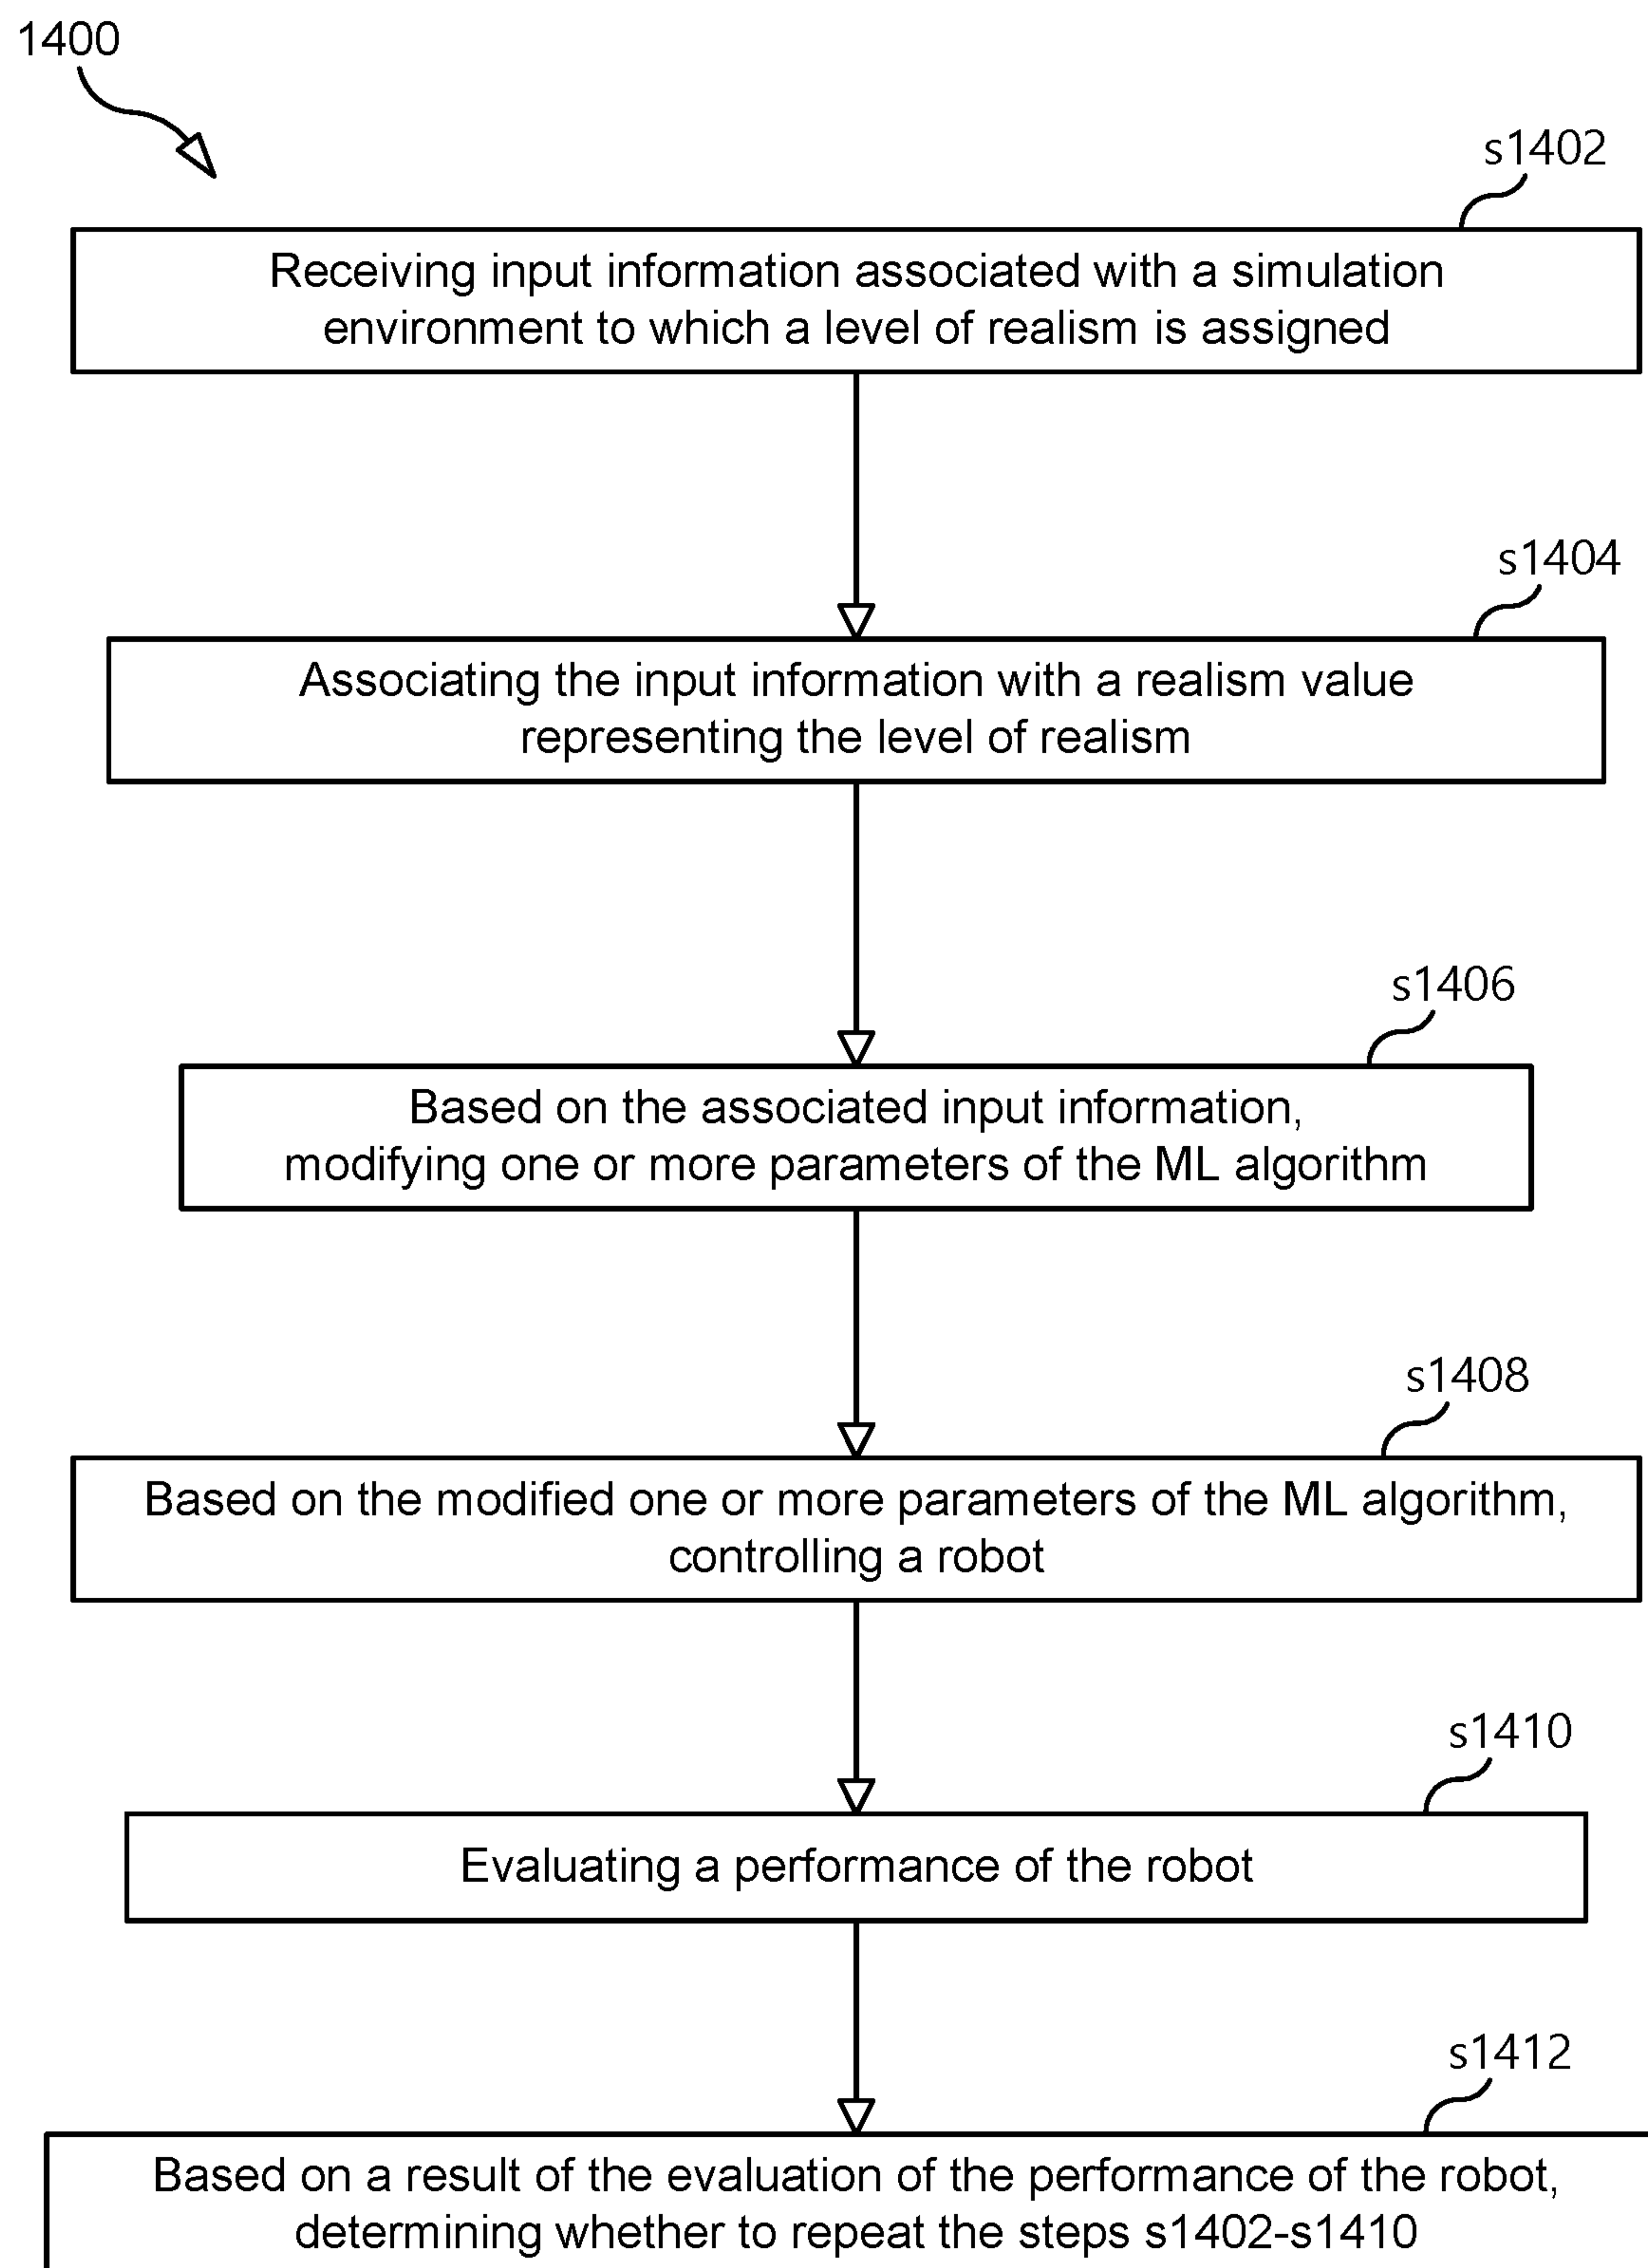 1400
s1402
Receiving input information associated with a simulation
environment to which a level of realism is assigned
s1404
Associating the input information with a realism value
representing the level of realism
s1406
Based on the associated input information,
modifying one or more parameters of the ML algorithm
s1408
Based on the modified one or more parameters of the ML algorithm,
controlling a robot
s1410
Evaluating a performance of the robot
s1412
Based on a result of the evaluation of the performance of the robot,
determining whether to repeat the steps s1402-s1410